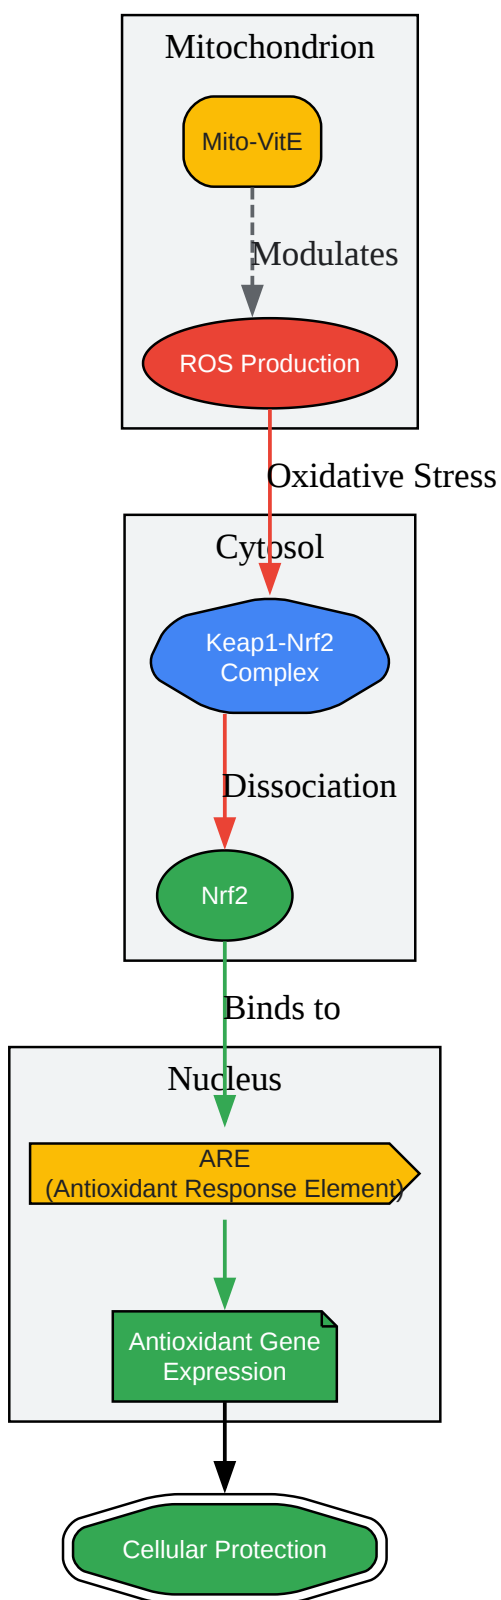 Mitochondrion
Mito-VitE
Modulates
ROS Production
Oxidative Stress
Cytosol
Keap1-Nrf2
Complex
Dissociation
Nrf2
Binds to
Nucleus
ARE
(Antioxidant Response Element)
Antioxidant Gene
Expression
Cellular Protection